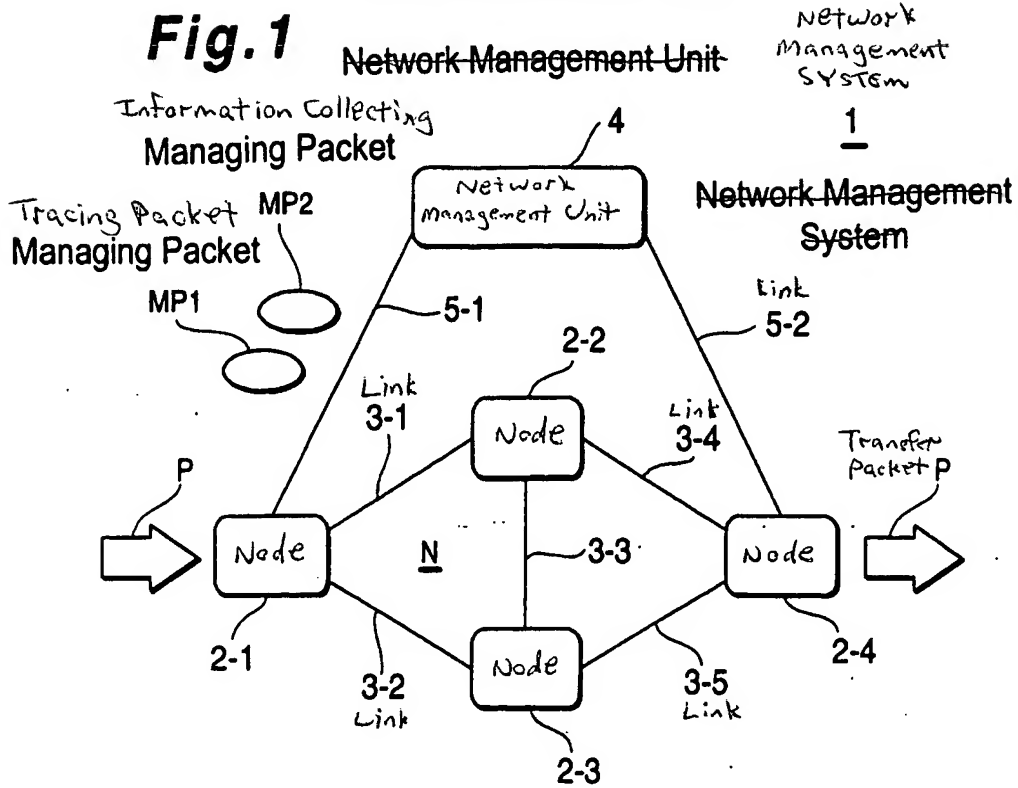 Fig.1
Network Management Unit
Network
Management
SYSTEM
1
Information Collecting
Managing Packet
4
Network
Management Unit
Network Management
System
Tracing Packet
Managing Packet
MP2
MP1
5-1
Link
5-2
2-2
Link
3-1
Node
Link
3-4
Transfer
Packet P
P
Node
N
3-3
Node
2-1
2-4
Node
3-2
Link
3-5
Link
2-3